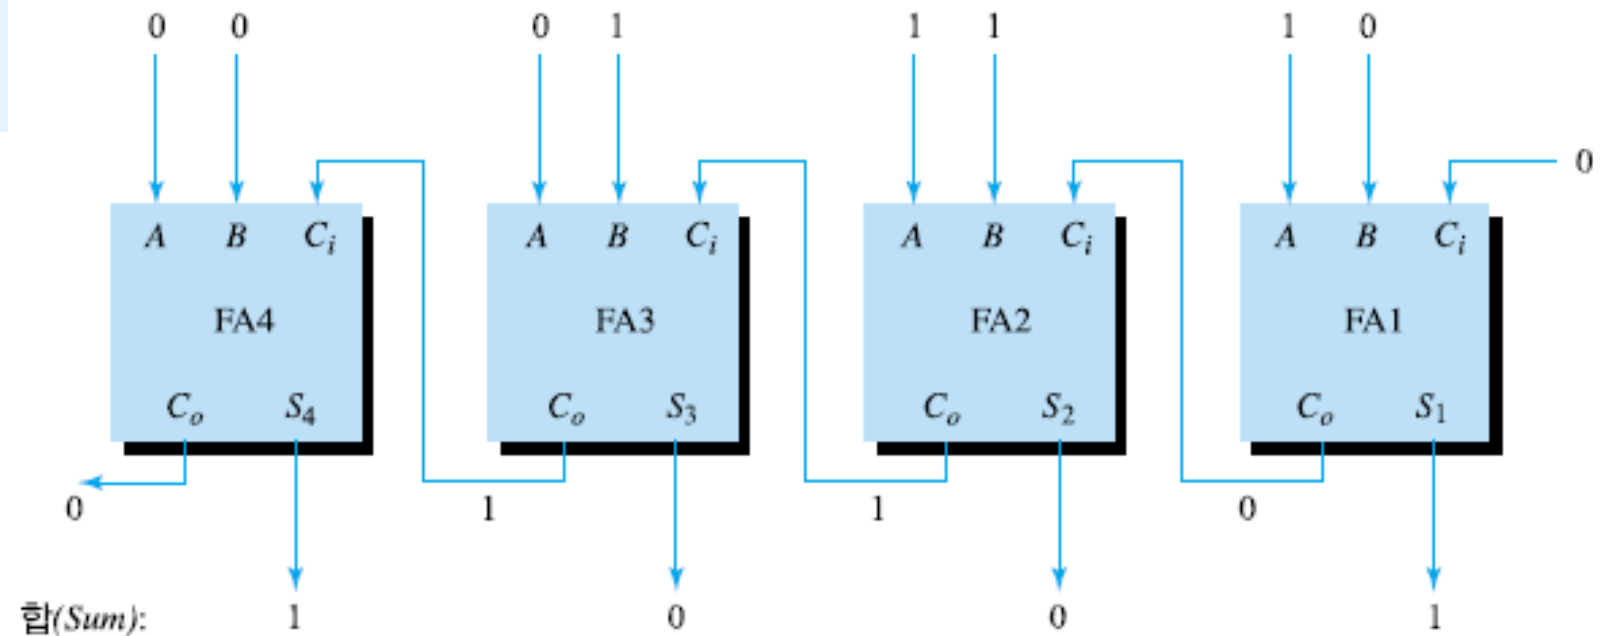 0 0 0 1 1 1 1 0
0
A B Ci A B Ci A B Ci A B Ci
FA4 FA3 FA2 FA1
Co S4 Co S3 Co S2 Co S1
0 1 1 0
합(Sum): 1 0 0 1